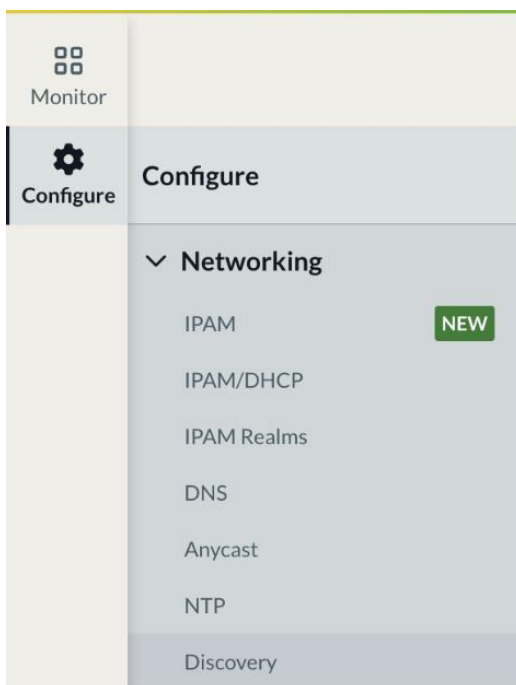 Monitor
Configure
Configure
Networking
IPAM NEW
IPAM/DHCP
IPAM Realms
DNS
Anycast
NTP
Discovery